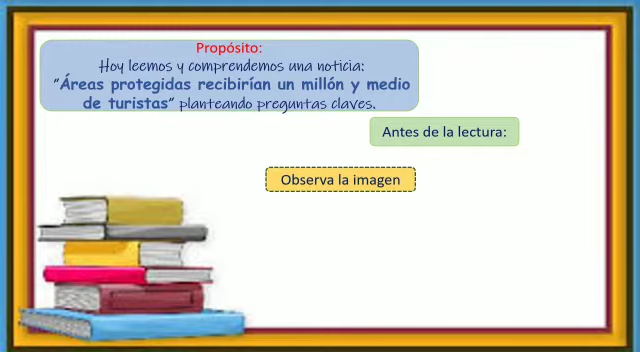 Propósito:
Hoy leemos y comprendemos una noticia:
"Áreas protegidas recibirían un millón y medio
de turistas" planteando preguntas claves.
Antes de la lectura:
Observa la imagen